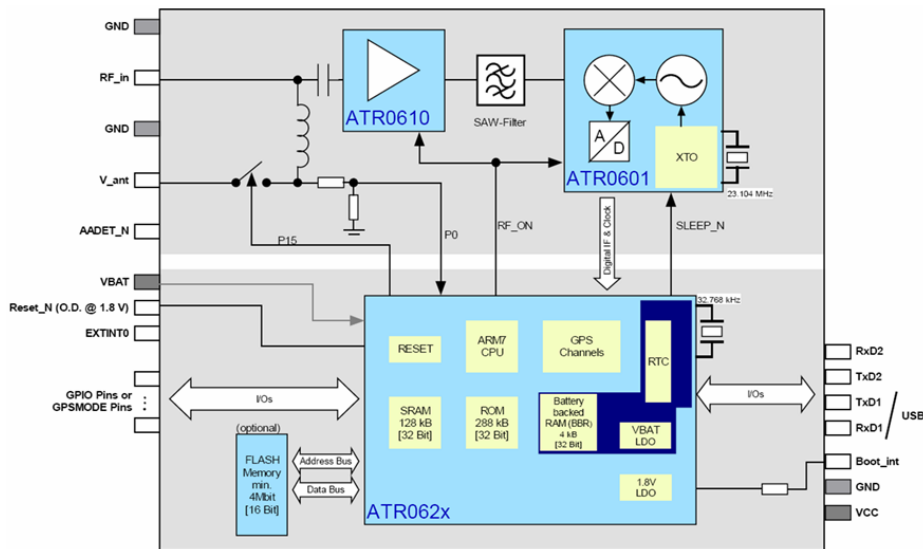 GND
RF_in
GND
V_ant
AADET_N
VBAT
Reset_N (O.D. @ 1.8 V)
EXTINT0
GPIO Pins or
GPSMODE Pins
ATR0610
SAW-Filter
A
D
XTO
ATR0601
23.104 MHz
P15
P0
RF_ON
Digital IF & Clock
SLEEP_N
32.768 kHz
RESET
ARM7
CPU
GPS
Channels
RTC
SRAM
128 kB
[32 Bit]
ROM
288 kB
[32 Bit]
Battery
backed
RAM (BBR)
4 kB
[32 Bit]
VBAT
LDO
1.8V
LDO
ATR062x
I/Os
I/Os
(optional)
FLASH
Memory
min.
4Mbit
[16 Bit]
Address Bus
Data Bus
RxD2
TxD2
TxD1
RxD1
USB
Boot_int
GND
VCC